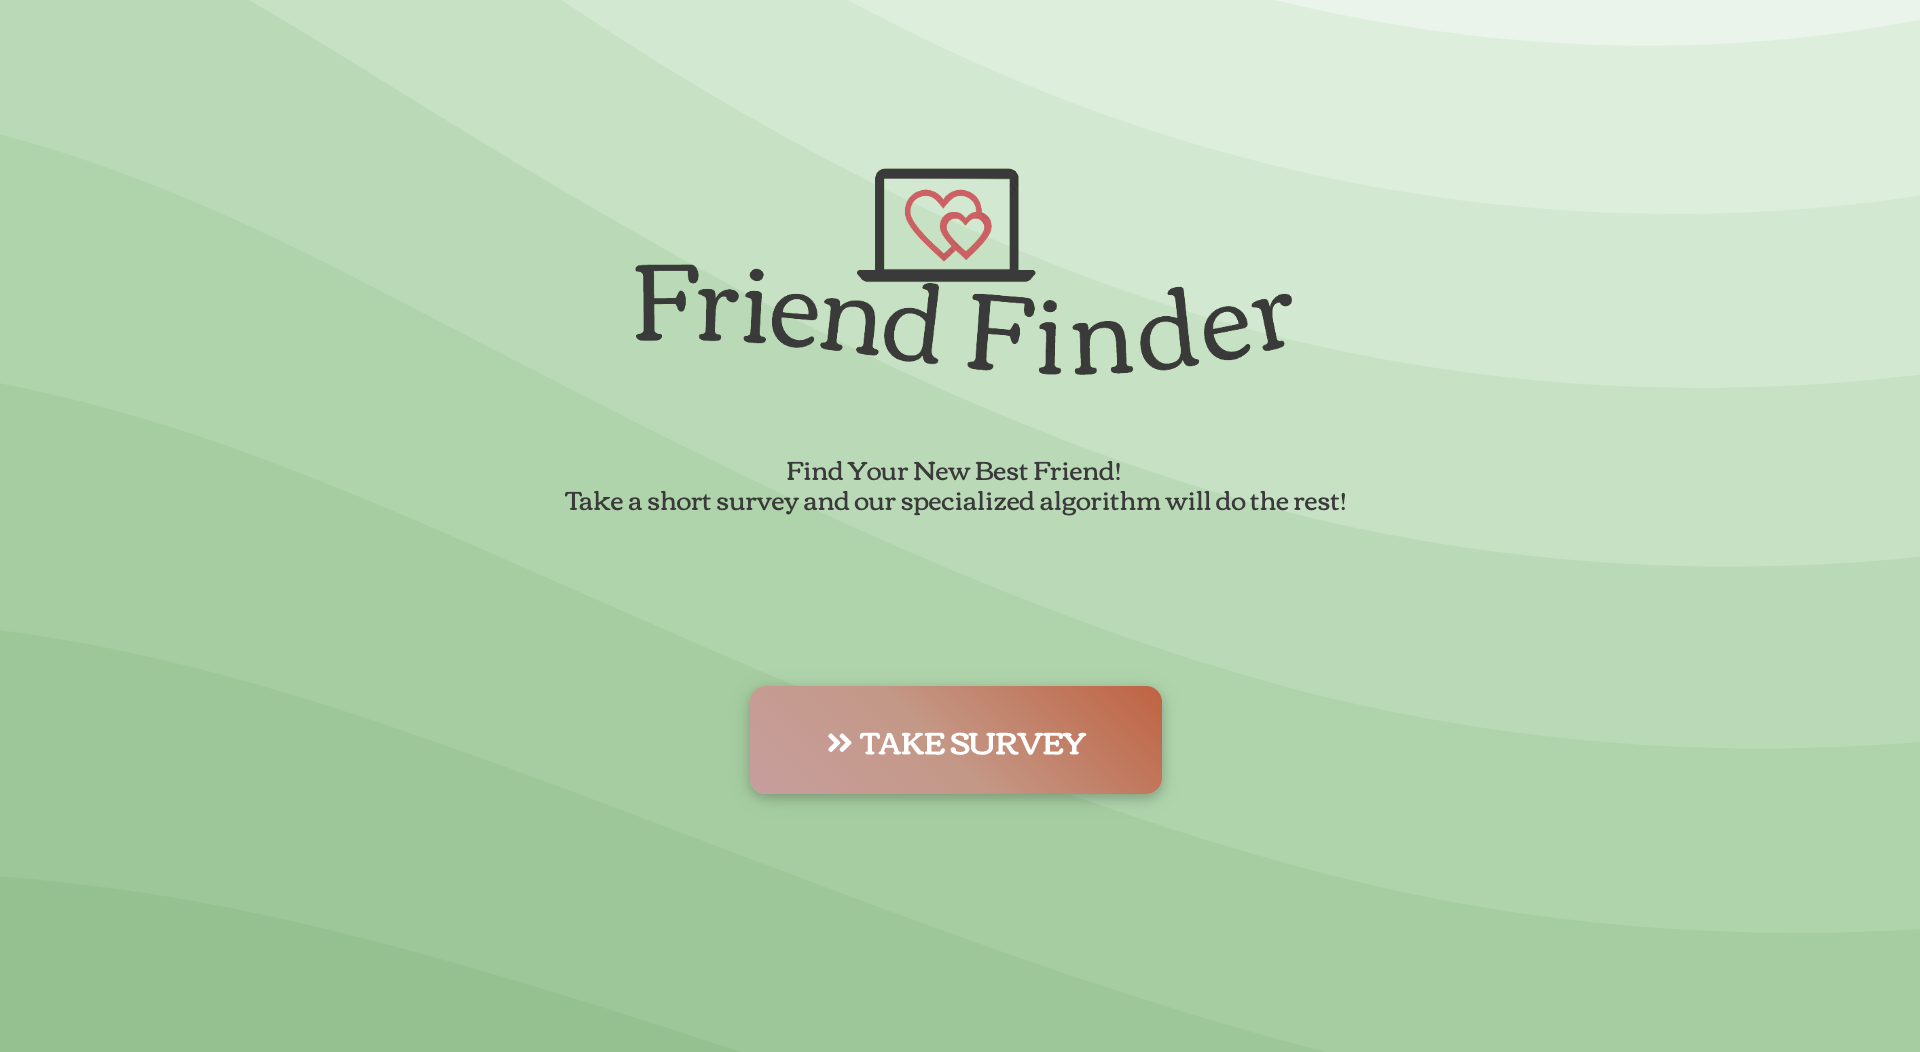 Friend Finder
Find Your New Best Friend!
Take a short survey and our specialized algorithm will do the rest!
TAKE SURVEY